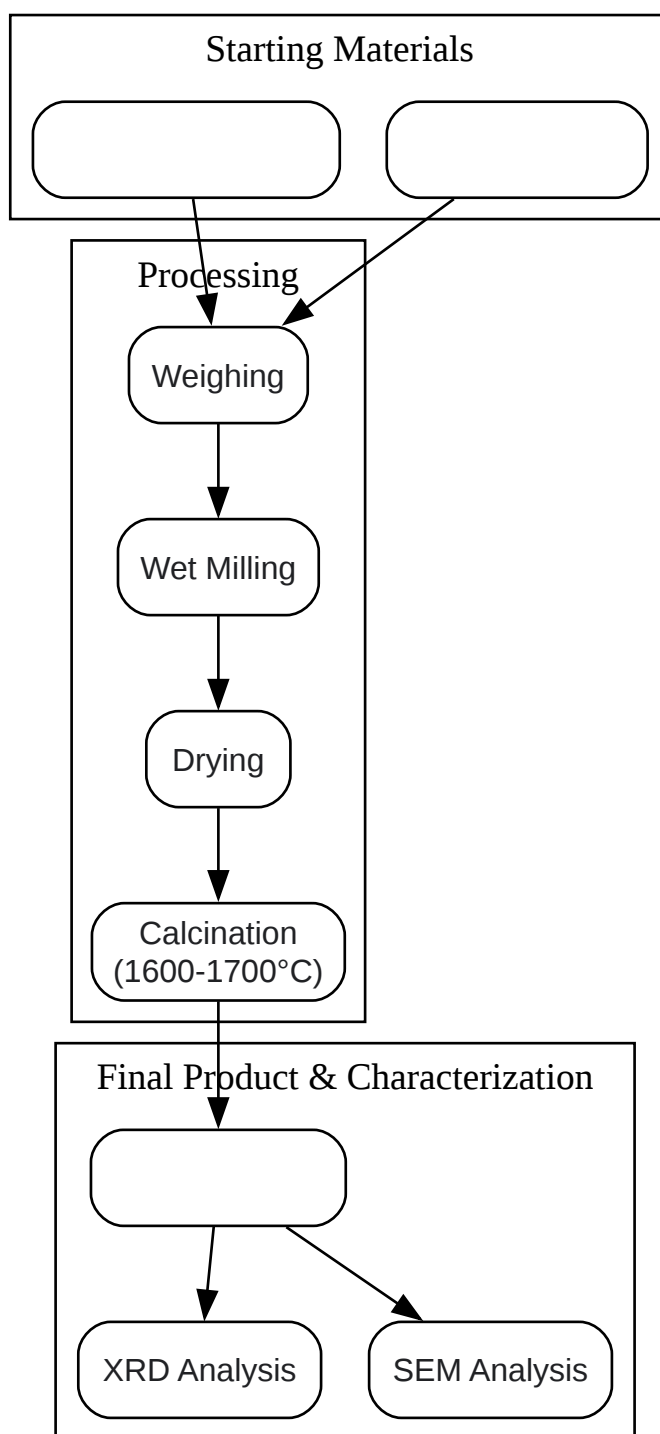 Starting Materials
Processing
Weighing
Wet Milling
Drying
Calcination
(1600-1700°C)
Final Product & Characterization
XRD Analysis
SEM Analysis